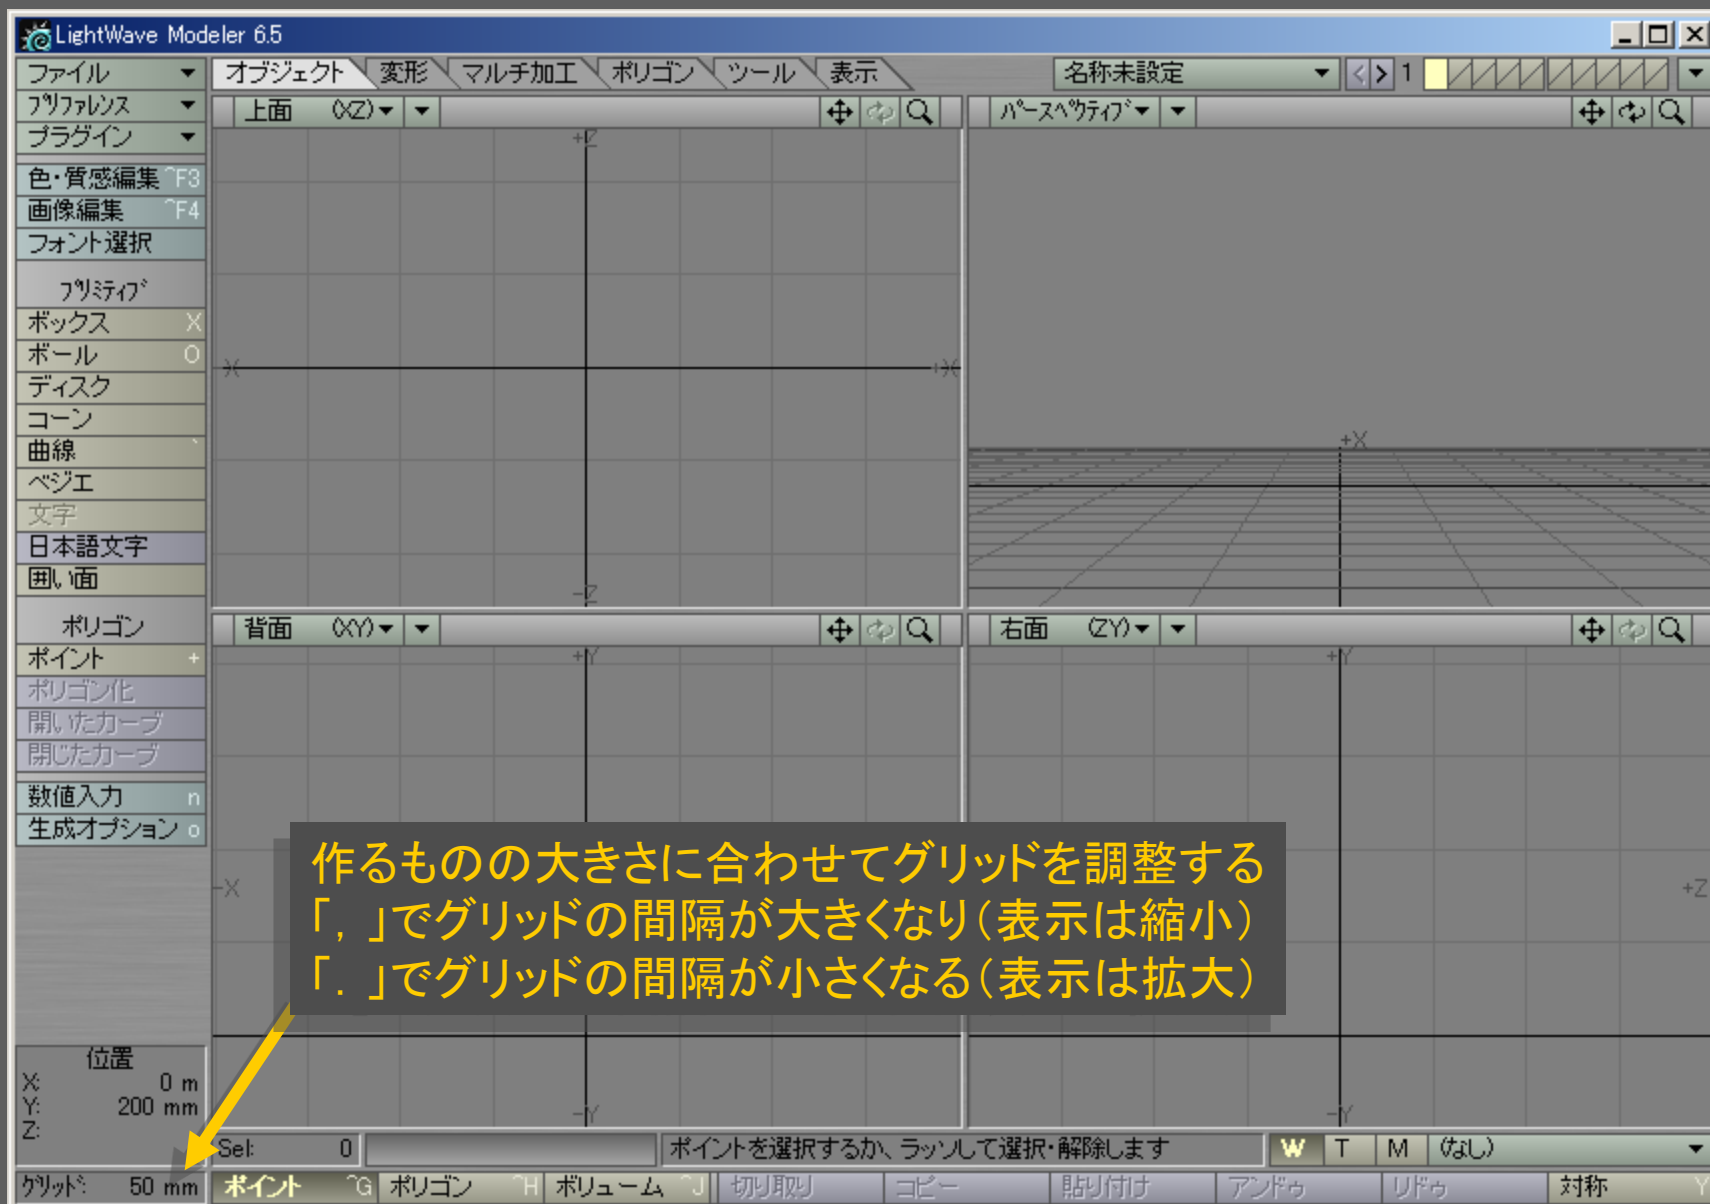 LightWave Modeler 6.5
ファイル
プリファレンス
プラグイン
オブジェクト 変形 マルチ加工 ポリゴン ツール 表示
名称未設定
1
上面 (XZ)
パースペクティブ
色・質感編集 ^F3
画像編集 ^F4
フォント選択
プリミティブ
ボックス X
ボール O
ディスク
コーン
曲線 `
ベジエ
文字
日本語文字
囲い面
ポリゴン
ポイント +
ポリゴン化
開いたカーブ
閉じたカーブ
数値入力 n
生成オプション o
+Z
-X
+X
-Z
+X
背面 (XY)
右面 (ZY)
+Y
+Y
-X
+Z
-Y
-Y
作るものの大きさに合わせてグリッドを調整する
「, 」でグリッドの間隔が大きくなり(表示は縮小)
「. 」でグリッドの間隔が小さくなる(表示は拡大)
位置
X: 0 m
Y: 200 mm
Z:
グリッド: 50 mm
Sel: 0
ポイントを選択するか、ラッソして選択・解除します
W T M (なし)
ポイント ^G ポリゴン ^H ボリューム ^J 切り取り コピー 貼り付け アンドゥ リドゥ 対称 Y